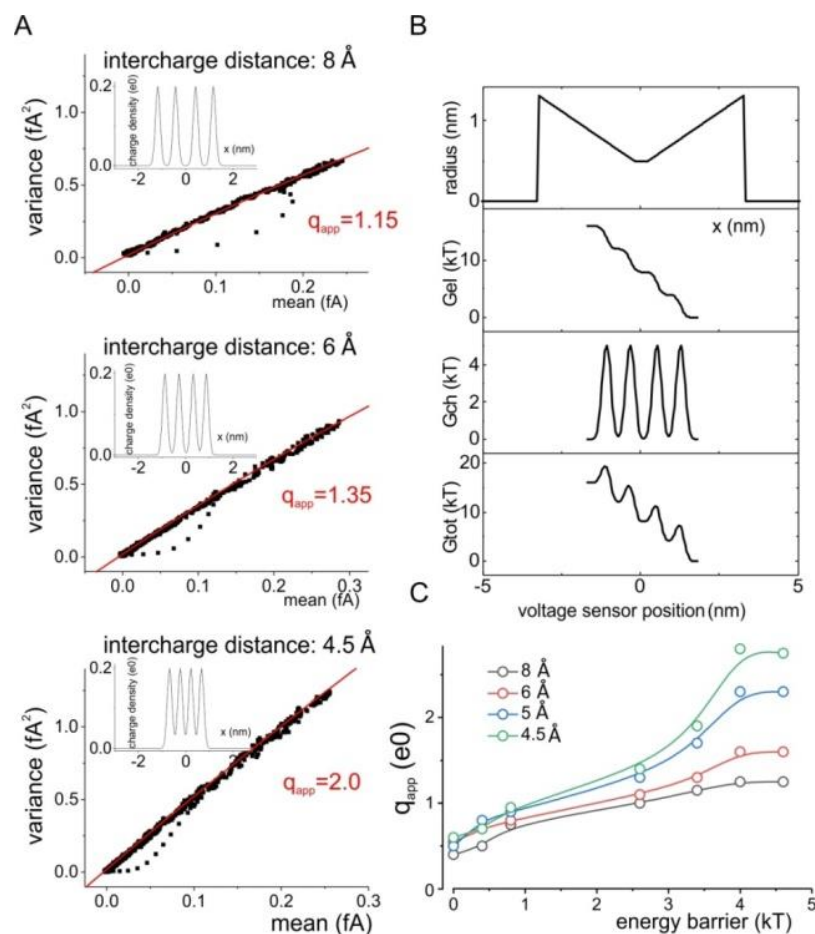 A
intercharge distance: 8 Å
variance (fA²)
1.0
0.5
0.0
charge density (e0)
0.2
0.0
x (nm)
-2 0 2
q_app=1.15
0.0 0.1 0.2
mean (fA)
intercharge distance: 6 Å
variance (fA²)
1.0
0.5
0.0
charge density (e0)
0.2
0.0
x (nm)
-2 0 2
q_app=1.35
0.0 0.1 0.2 0.3
mean (fA)
intercharge distance: 4.5 Å
variance (fA²)
1.0
0.5
0.0
charge density (e0)
0.2
0.0
x (nm)
-2 0
q_app=2.0
0.0 0.1 0.2 0.3
mean (fA)
B
radius (nm)
1
0
x (nm)
Gel (kT)
10
0
Gch (kT)
4
2
0
Gtot (kT)
20
10
0
-5 0 5
voltage sensor position (nm)
C
8 Å
6 Å
5 Å
4.5 Å
q_app (e0)
2
1
0
0 1 2 3 4 5
energy barrier (kT)